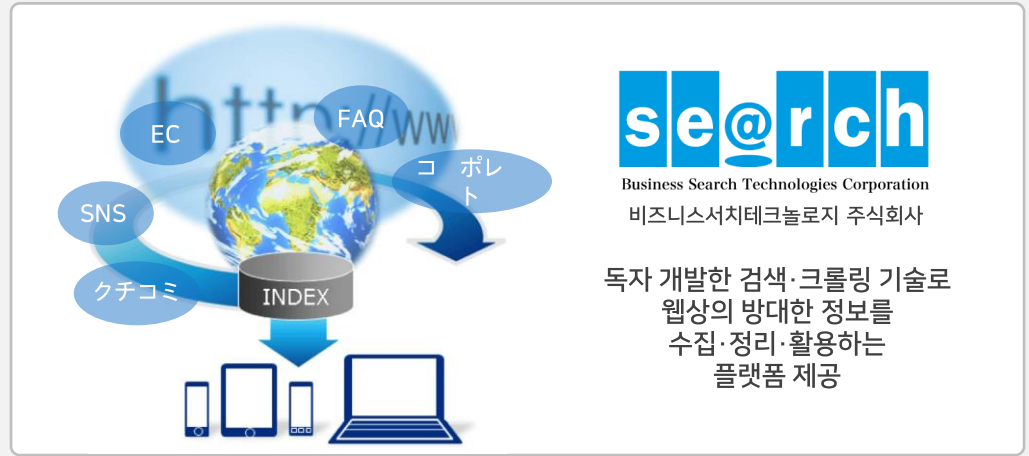 http://www
EC
FAQ
コ ポレ
ト
SNS
クチコミ
INDEX
se@rch
Business Search Technologies Corporation
비즈니스서치테크놀로지 주식회사
독자 개발한 검색·크롤링 기술로
웹상의 방대한 정보를
수집·정리·활용하는
플랫폼 제공